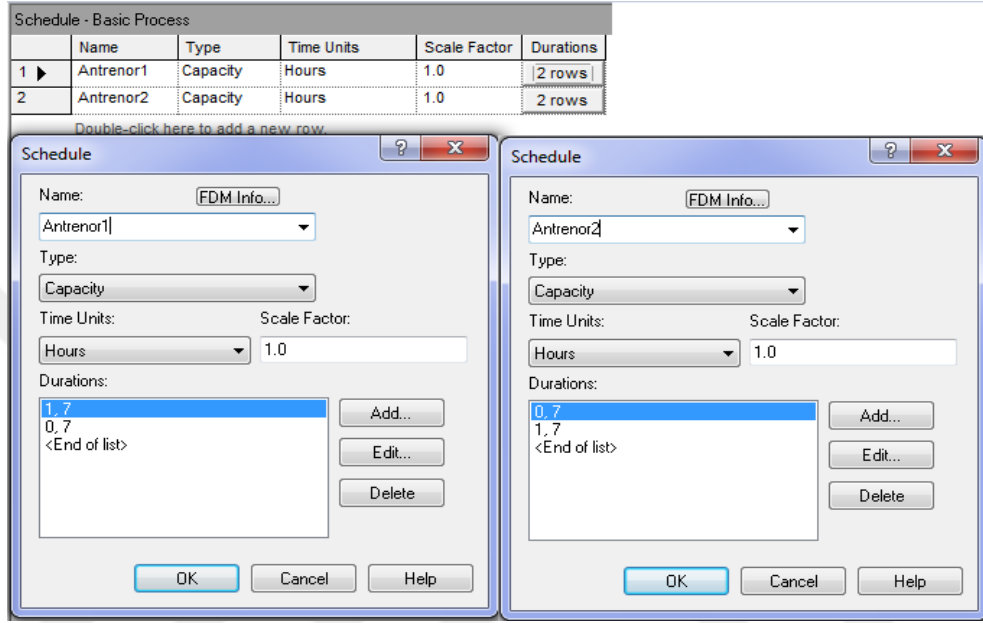 Schedule - Basic Process
Name Type Time Units Scale Factor Durations
1 Antrenor1 Capacity Hours 1.0 2 rows
2 Antrenor2 Capacity Hours 1.0 2 rows
Double-click here to add a new row.
Schedule ?
Name: FDM Info...
Antrenor1
Type:
Capacity
Time Units: Scale Factor:
Hours 1.0
Durations:
1, 7
0, 7
<End of list>
Add...
Edit...
Delete
OK Cancel Help
Schedule ?
Name: FDM Info...
Antrenor2
Type:
Capacity
Time Units: Scale Factor:
Hours 1.0
Durations:
0, 7
1, 7
<End of list>
Add...
Edit...
Delete
OK Cancel Help